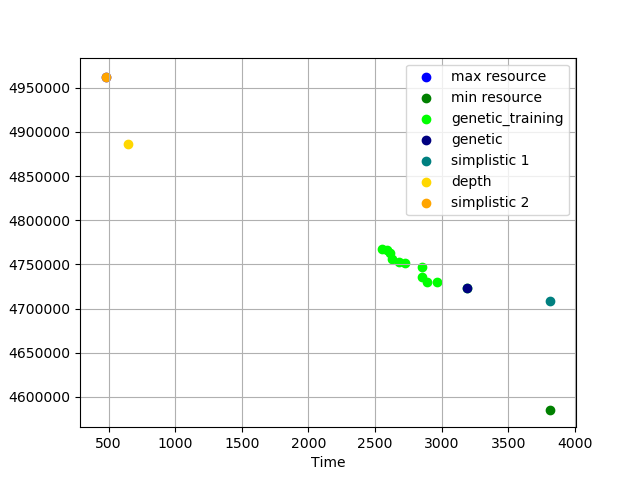 4950000
4900000
4850000
4800000
4750000
4700000
4650000
4600000
max resource
min resource
genetic_training
genetic
simplistic 1
depth
simplistic 2
500 1000 1500 2000 2500 3000 3500 4000
Time